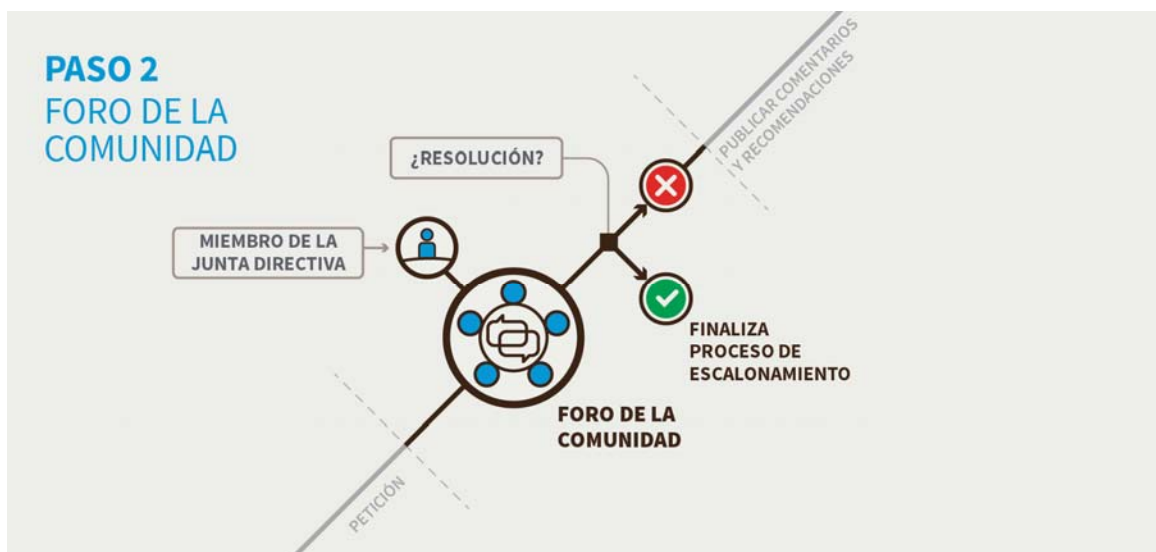 PASO 2
FORO DE LA
COMUNIDAD
PUBLICAR COMENTARIOS
Y RECOMENDACIONES
¿RESOLUCIÓN?
MIEMBRO DE LA
JUNTA DIRECTIVA
FINALIZA
PROCESO DE
ESCALONAMIENTO
FORO DE LA
COMUNIDAD
PETICIÓN